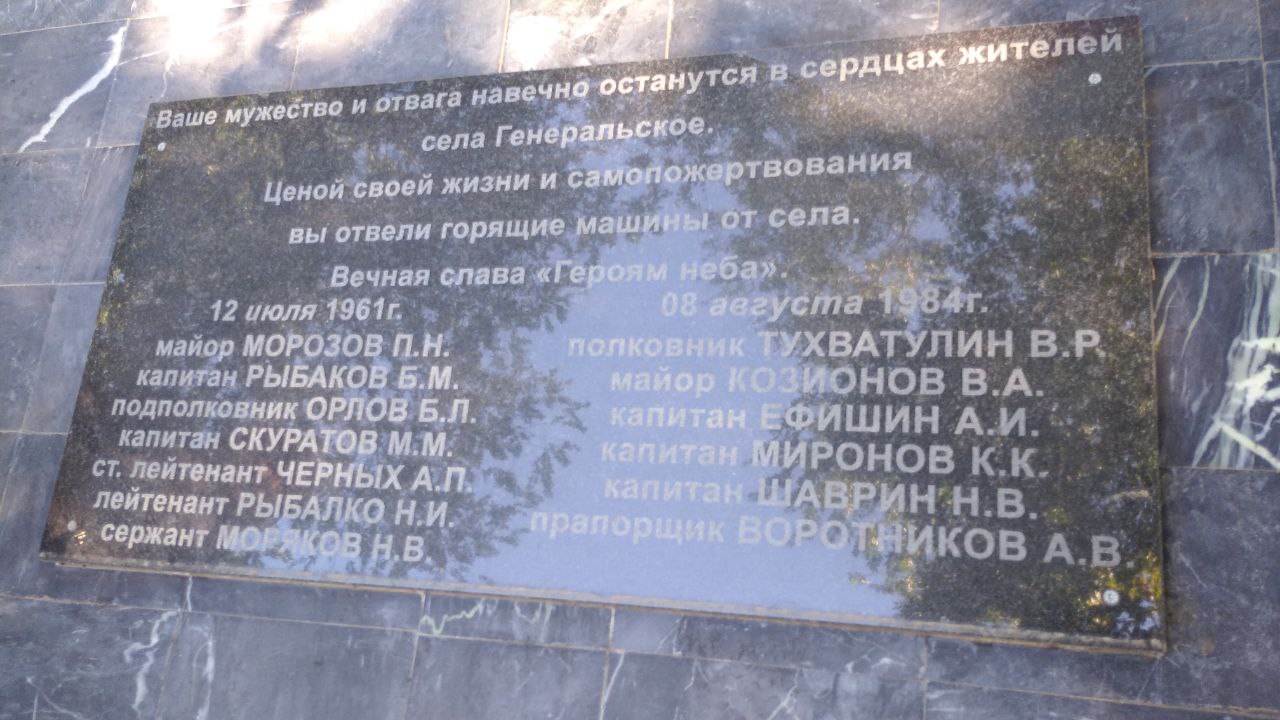 Ваше мужество и отвага навечно останутся в сердцах жителей
села Генеральское.
Ценой своей жизни и самопожертвования
вы отвели горящие машины от села.
Вечная слава «Героям неба».
12 июля 1961г.
майор МОРОЗОВ П.Н.
капитан РЫБАКОВ Б.М.
подполковник ОРЛОВ Б.Л.
капитан СКУРАТОВ М.М.
ст. лейтенант ЧЕРНЫХ А.П.
лейтенант РЫБАЛКО Н.И.
сержант МОРЯКОВ Н.В.
08 августа 1984г.
полковник ТУХВАТУЛИН В.Р.
майор КОЗИОНОВ В.А.
капитан ЕФИШИН А.И.
капитан МИРОНОВ К.К.
капитан ШАВРИН Н.В.
прапорщик ВОРОТНИКОВ А.В.